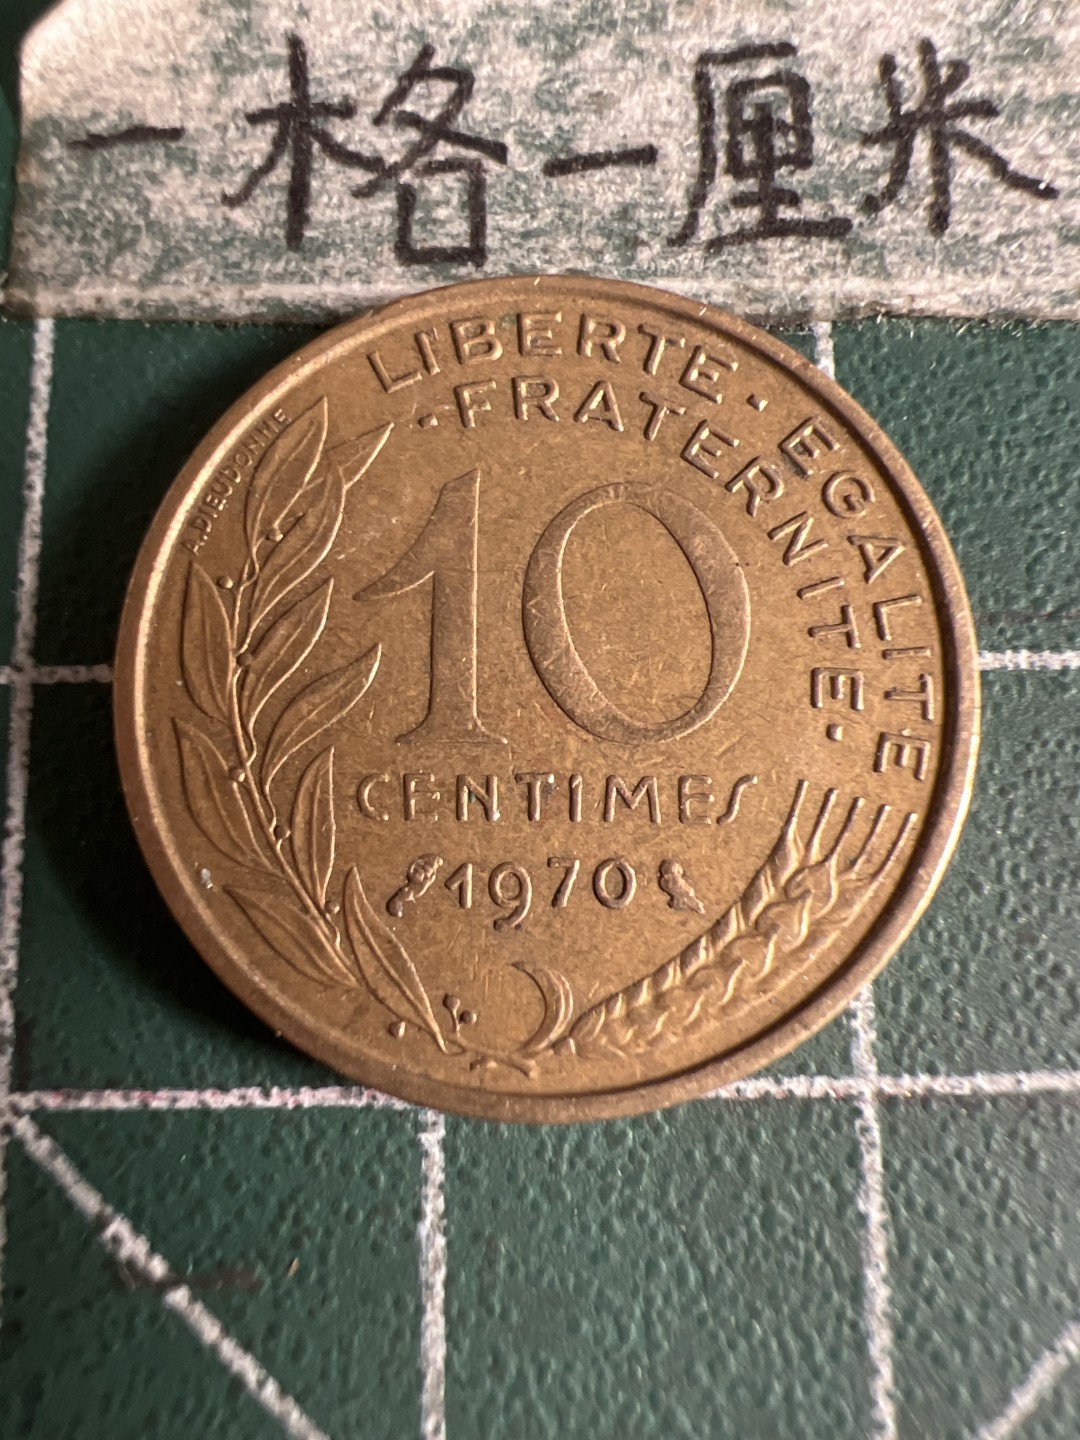 一格一厘米
LIBERTE · EGALITE
· FRATERNITE ·
A.DIEUDONNE
10
CENTIMES
1970